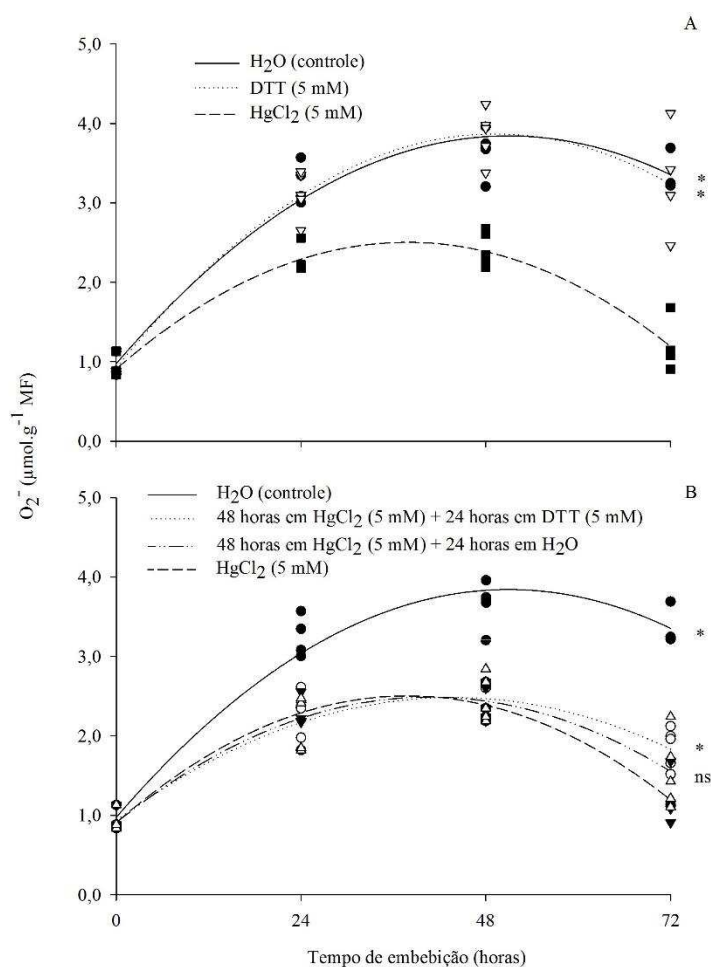 A
5,0
4,0
3,0
2,0
1,0
0,0
H₂O (controle)
DTT (5 mM)
HgCl₂ (5 mM)
*
*
O₂⁻ (µmol.g⁻¹ MF)
B
5,0
4,0
3,0
2,0
1,0
0,0
H₂O (controle)
48 horas em HgCl₂ (5 mM) + 24 horas em DTT (5 mM)
48 horas em HgCl₂ (5 mM) + 24 horas em H₂O
HgCl₂ (5 mM)
*
*
ns
0 24 48 72
Tempo de embebição (horas)